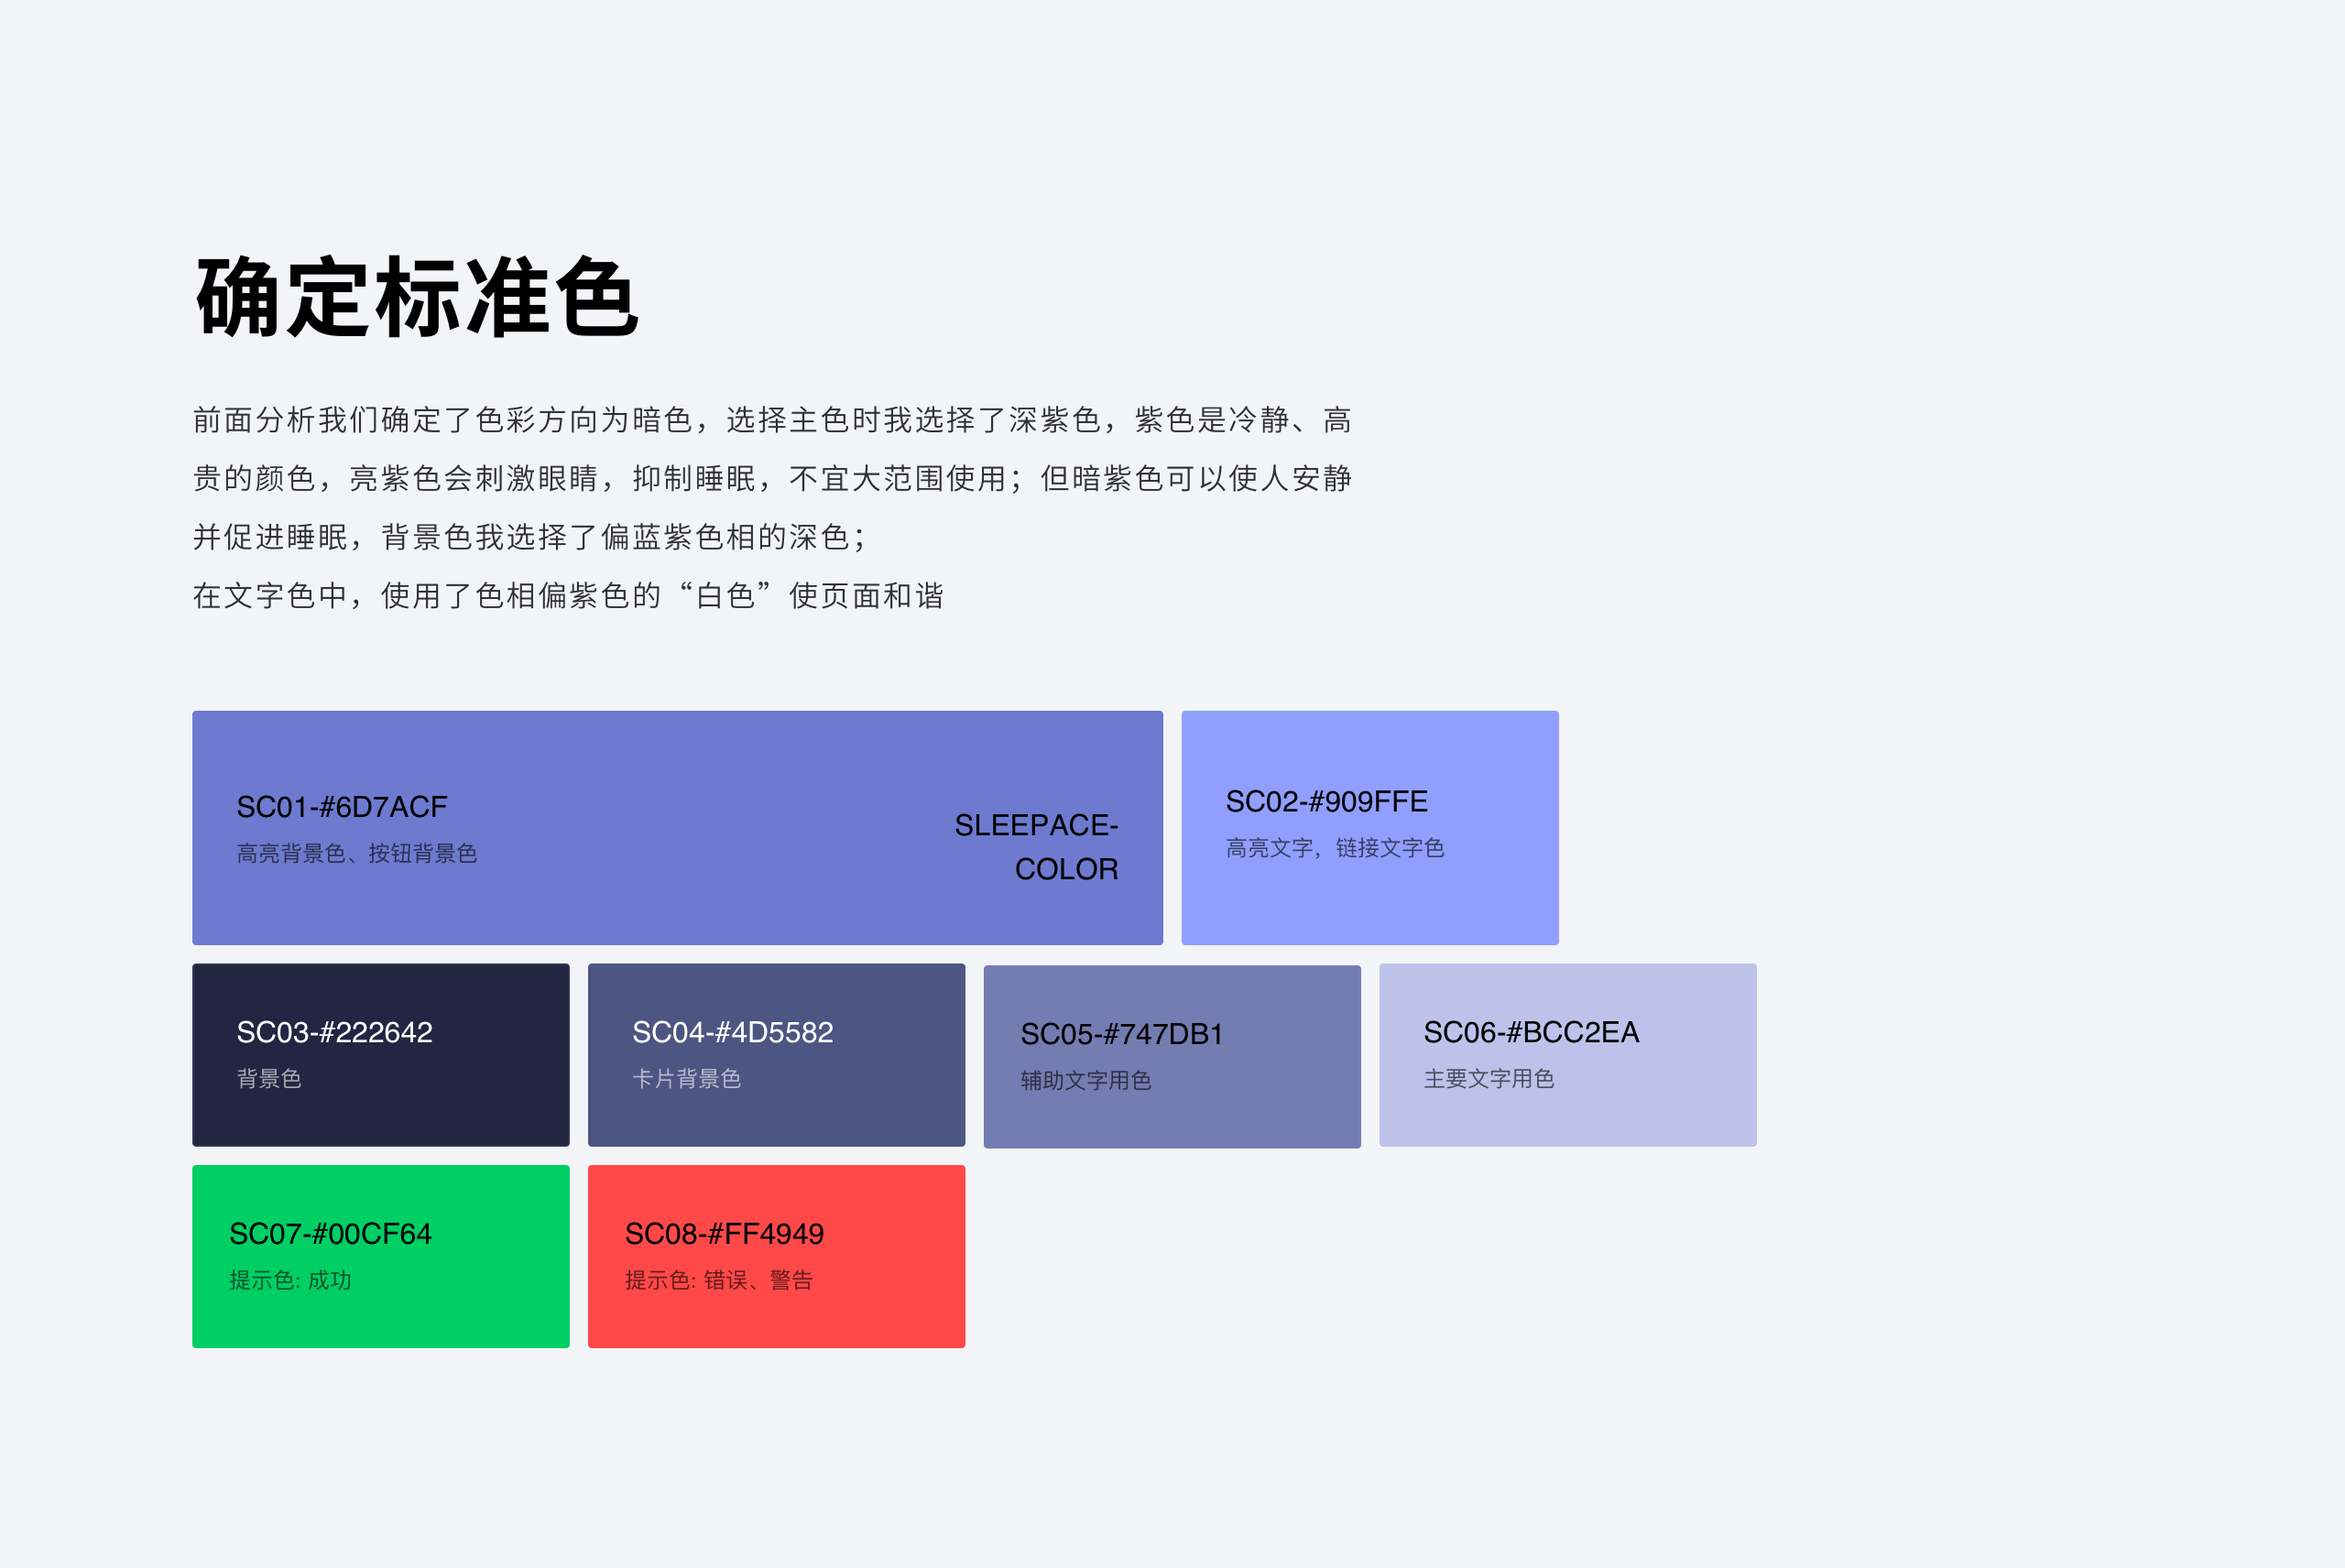 确定标准色
前面分析我们确定了色彩方向为暗色，选择主色时我选择了深紫色，紫色是冷静、高
贵的颜色，亮紫色会刺激眼睛，抑制睡眠，不宜大范围使用；但暗紫色可以使人安静
并促进睡眠，背景色我选择了偏蓝紫色相的深色；
在文字色中，使用了色相偏紫色的“白色”使页面和谐
SC01-#6D7ACF
高亮背景色、按钮背景色
SLEEPACE-
COLOR
SC02-#909FFE
高亮文字，链接文字色
SC03-#222642
背景色
SC04-#4D5582
卡片背景色
SC05-#747DB1
辅助文字用色
SC06-#BCC2EA
主要文字用色
SC07-#00CF64
提示色: 成功
SC08-#FF4949
提示色: 错误、警告